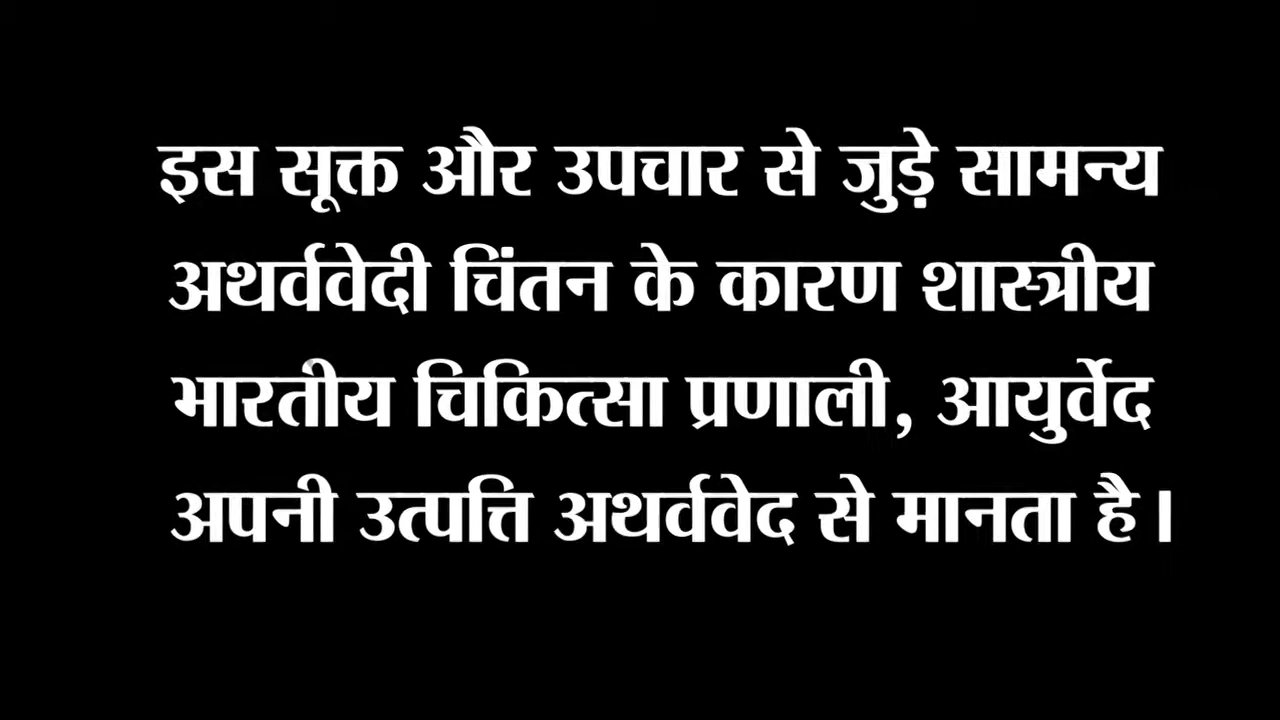 इस सूक्त और उपचार से जुड़े सामन्य
अथर्ववेदी चिंतन के कारण शास्त्रीय
भारतीय चिकित्सा प्रणाली, आयुर्वेद
अपनी उत्पत्ति अथर्ववेद से मानता है।